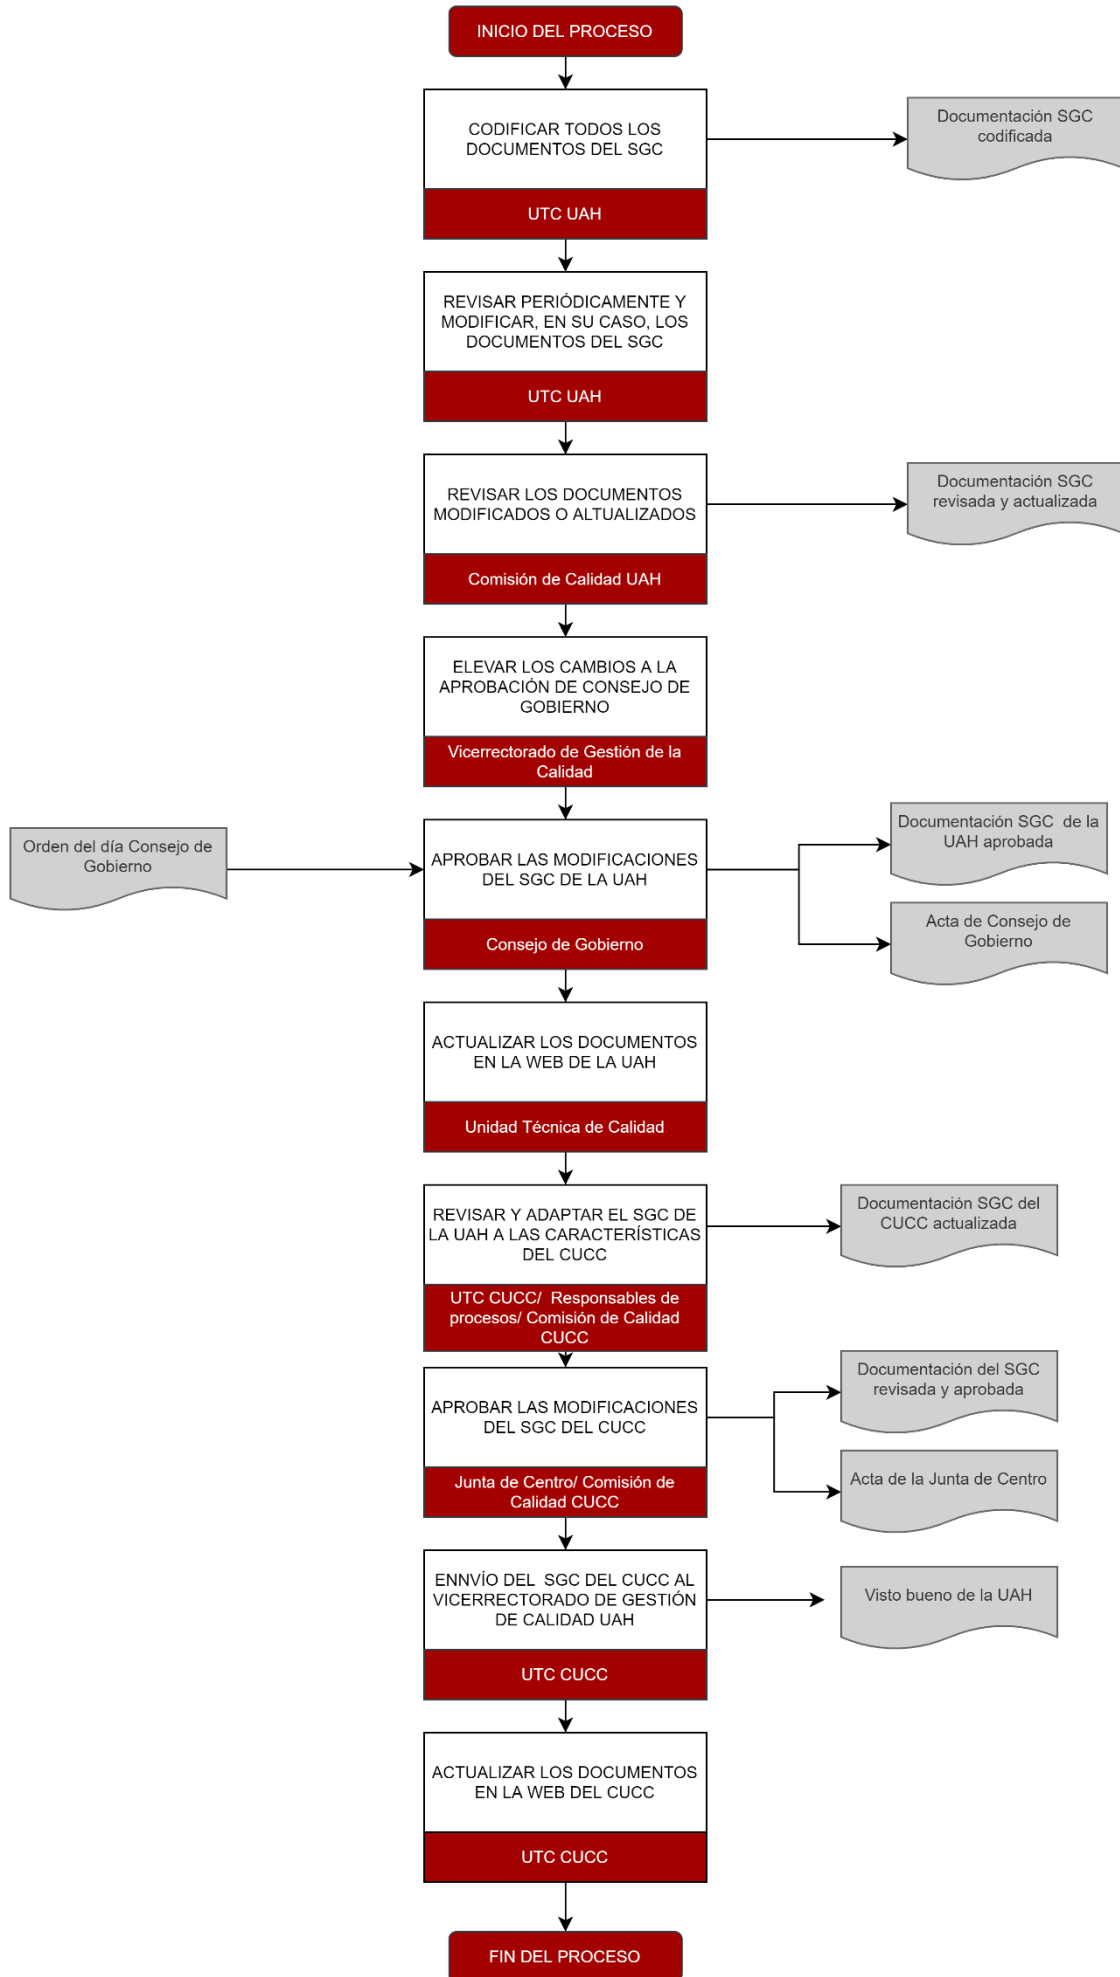 INICIO DEL PROCESO
CODIFICAR TODOS LOS
DOCUMENTOS DEL SGC
UTC UAH
Documentación SGC
codificada
REVISAR PERIÓDICAMENTE Y
MODIFICAR, EN SU CASO, LOS
DOCUMENTOS DEL SGC
UTC UAH
REVISAR LOS DOCUMENTOS
MODIFICADOS O ALTUALIZADOS
Comisión de Calidad UAH
Documentación SGC
revisada y actualizada
ELEVAR LOS CAMBIOS A LA
APROBACIÓN DE CONSEJO DE
GOBIERNO
Vicerrectorado de Gestión de la
Calidad
Orden del día Consejo de
Gobierno
APROBAR LAS MODIFICACIONES
DEL SGC DE LA UAH
Consejo de Gobierno
Documentación SGC  de la
UAH aprobada
Acta de Consejo de
Gobierno
ACTUALIZAR LOS DOCUMENTOS
EN LA WEB DE LA UAH
Unidad Técnica de Calidad
REVISAR Y ADAPTAR EL SGC DE
LA UAH A LAS CARACTERÍSTICAS
DEL CUCC
UTC CUCC/  Responsables de
procesos/ Comisión de Calidad
CUCC
Documentación SGC del
CUCC actualizada
APROBAR LAS MODIFICACIONES
DEL SGC DEL CUCC
Junta de Centro/ Comisión de
Calidad CUCC
Documentación del SGC
revisada y aprobada
Acta de la Junta de Centro
ENNVÍO DEL  SGC DEL CUCC AL
VICERRECTORADO DE GESTIÓN
DE CALIDAD UAH
UTC CUCC
Visto bueno de la UAH
ACTUALIZAR LOS DOCUMENTOS
EN LA WEB DEL CUCC
UTC CUCC
FIN DEL PROCESO